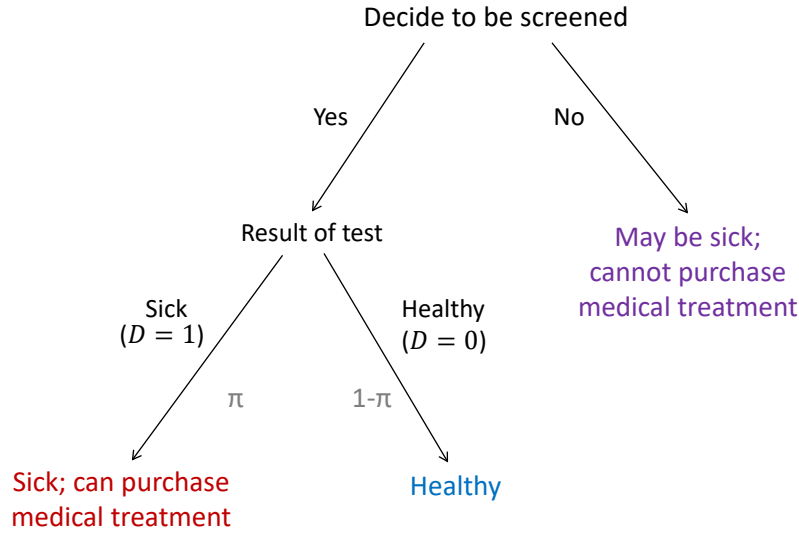 Decide to be screened
Yes
No
Result of test
May be sick;
cannot purchase
medical treatment
Sick
(D = 1)
Healthy
(D = 0)
π
1-π
Sick; can purchase
medical treatment
Healthy